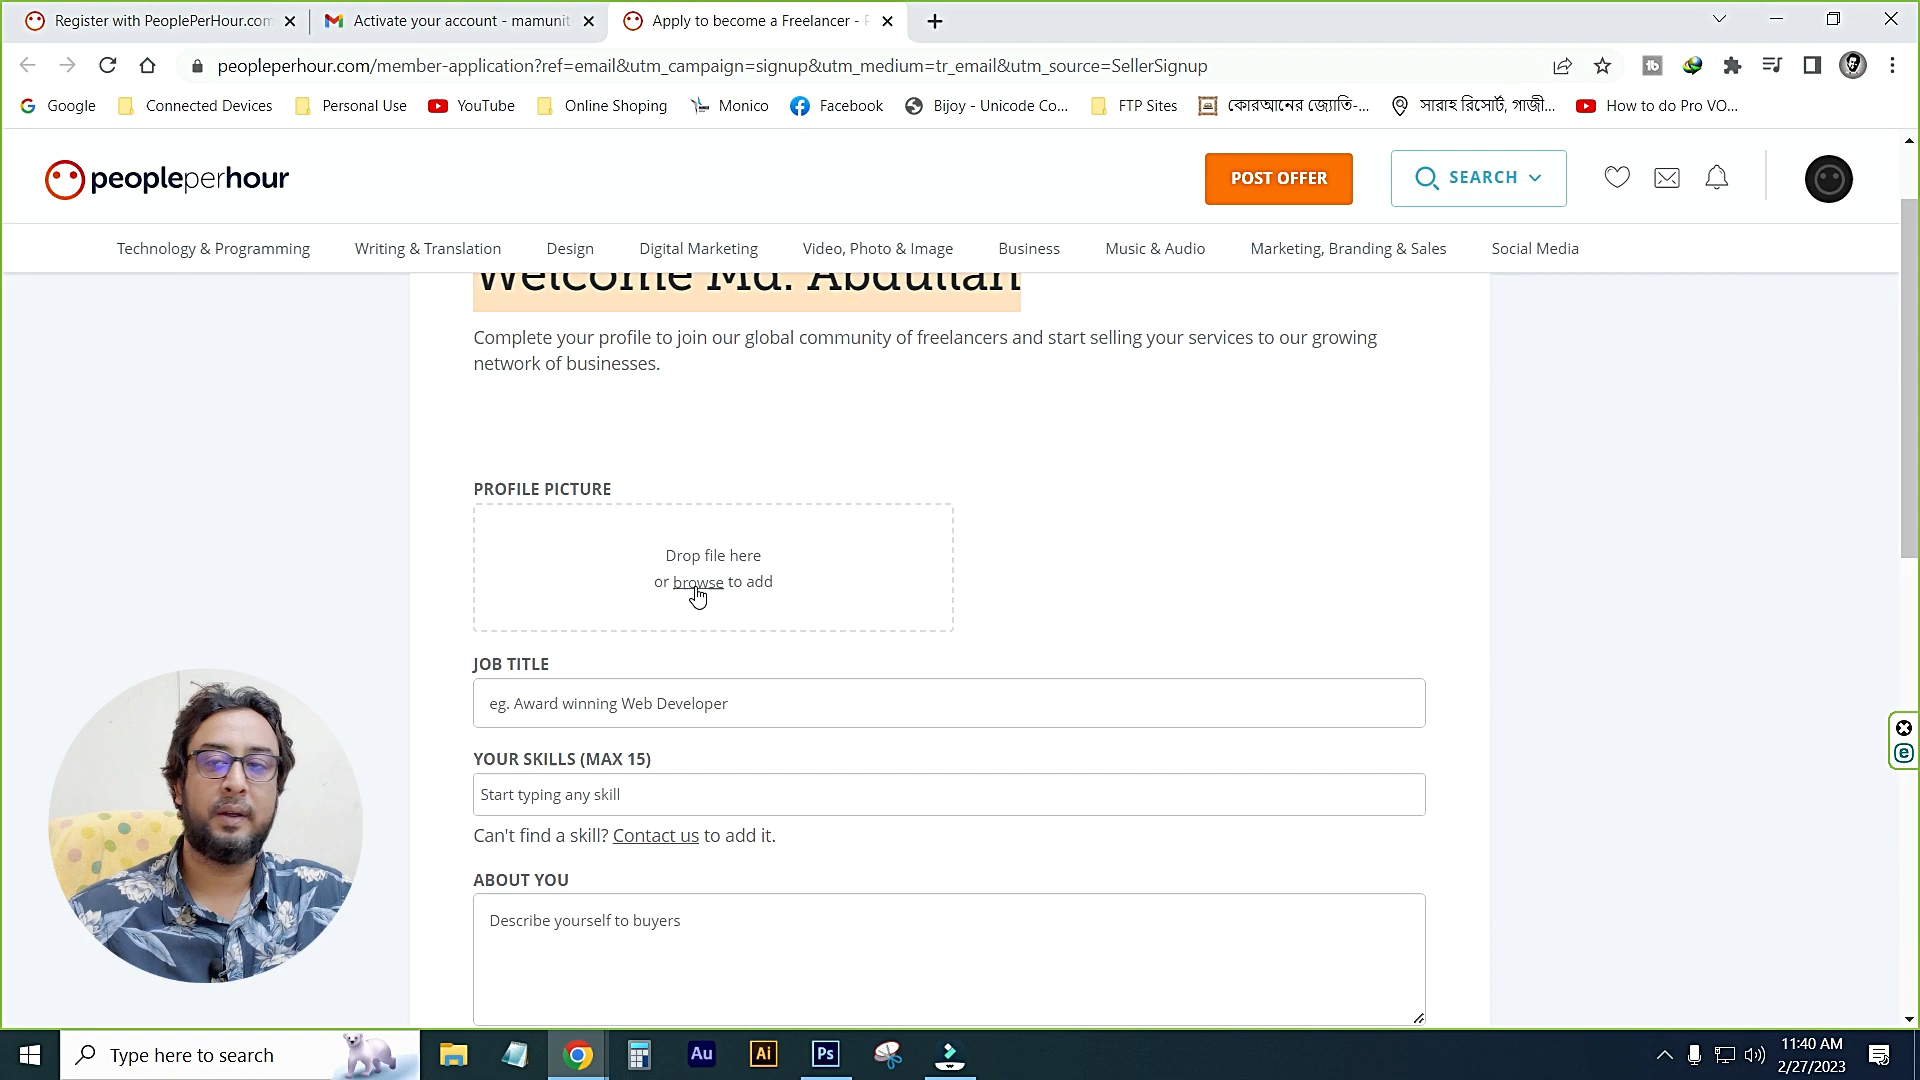 Register with PeoplePerHour.com
Activate your account - mamunit
Apply to become a Freelancer - P
peopleperhour.com/member-application?ref=email&utm_campaign=signup&utm_medium=tr_email&utm_source=SellerSignup
Google
Connected Devices
Personal Use
YouTube
Online Shoping
Monico
Facebook
Bijoy - Unicode Co...
FTP Sites
কোরআনের জ্যোতি-...
সারাহ রিসোর্ট, গাজী...
How to do Pro VO...
peopleperhour
POST OFFER
SEARCH
Technology & Programming
Writing & Translation
Design
Digital Marketing
Video, Photo & Image
Business
Music & Audio
Marketing, Branding & Sales
Social Media
Welcome Md. Abdullah
Complete your profile to join our global community of freelancers and start selling your services to our growing
network of businesses.
PROFILE PICTURE
Drop file here
or browse to add
JOB TITLE
eg. Award winning Web Developer
YOUR SKILLS (MAX 15)
Start typing any skill
Can't find a skill? Contact us to add it.
ABOUT YOU
Describe yourself to buyers
Type here to search
Au
Ai
Ps
11:40 AM
2/27/2023